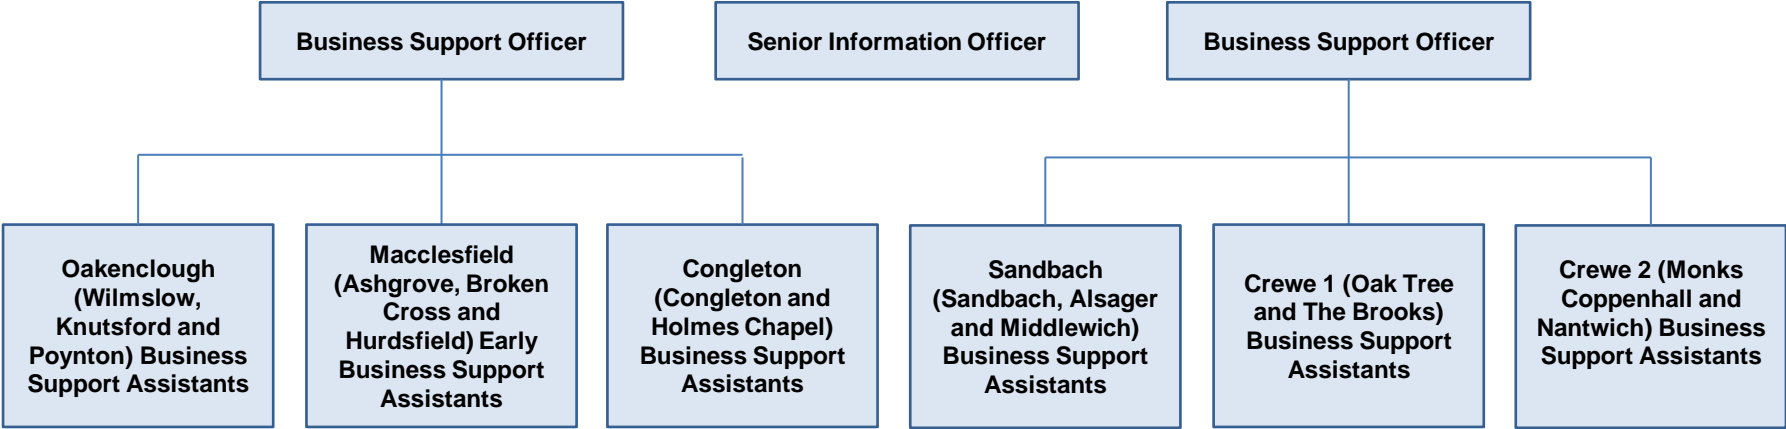 Business Support Officer
Senior Information Officer
Business Support Officer
Oakenclough
(Wilmslow,
Knutsford and
Poynton) Business
Support Assistants
Macclesfield
(Ashgrove, Broken
Cross and
Hurdsfield) Early
Business Support
Assistants
Congleton
(Congleton and
Holmes Chapel)
Business Support
Assistants
Sandbach
(Sandbach, Alsager
and Middlewich)
Business Support
Assistants
Crewe 1 (Oak Tree
and The Brooks)
Business Support
Assistants
Crewe 2 (Monks
Coppenhall and
Nantwich) Business
Support Assistants